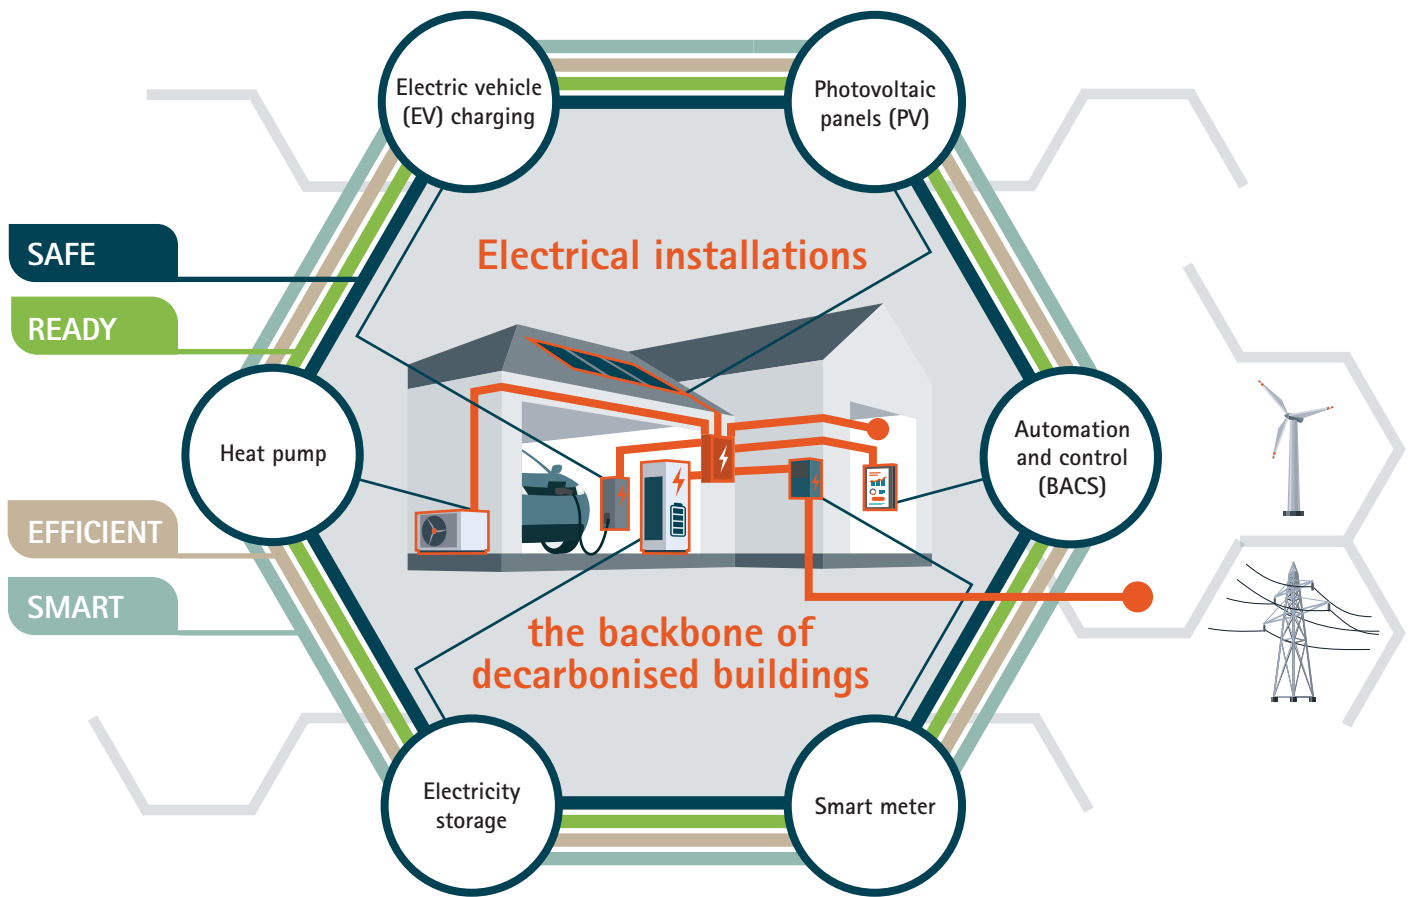 Electric vehicle
(EV) charging
Photovoltaic
panels (PV)
SAFE
READY
Electrical installations
Heat pump
Automation
and control
(BACS)
EFFICIENT
SMART
the backbone of
decarbonised buildings
Electricity
storage
Smart meter